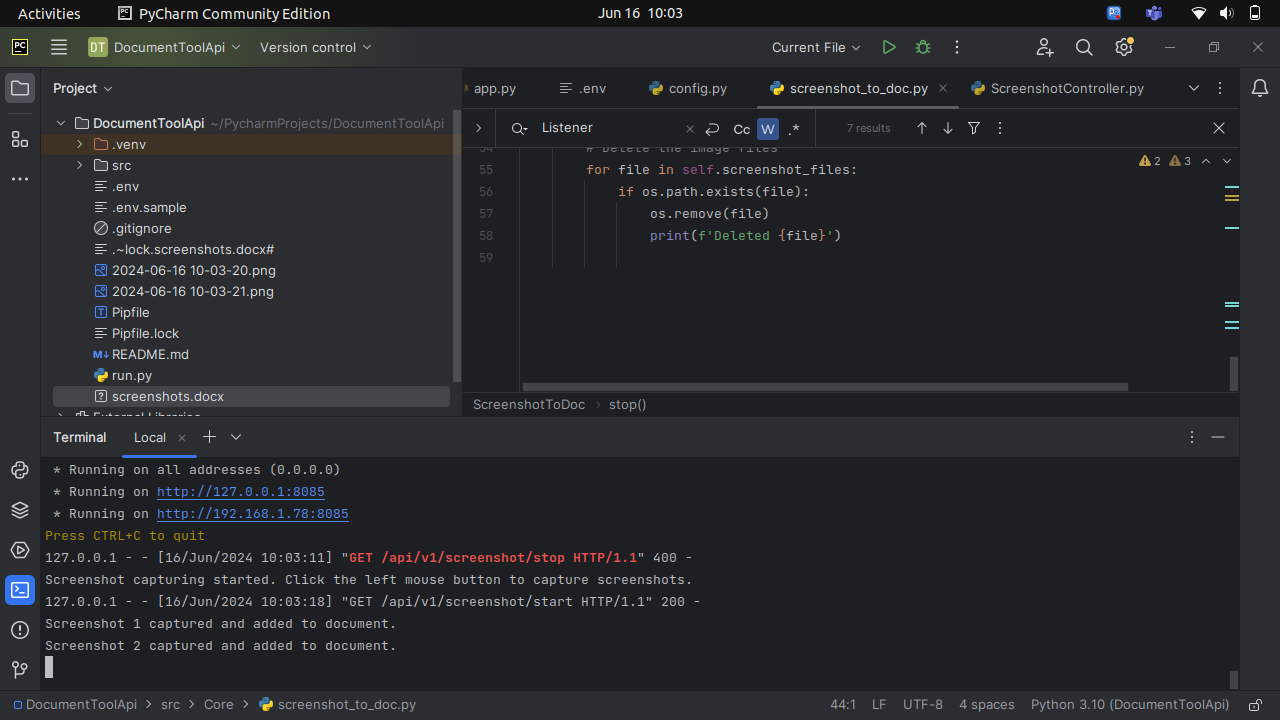 Activities
PyCharm Community Edition
Jun 16 10:03
PC
DT DocumentToolApi
Version control
Current File
Project
app.py
.env
config.py
screenshot_to_doc.py
ScreenshotController.py
DocumentToolApi ~/PycharmProjects/DocumentToolApi
.venv
src
.env
.env.sample
.gitignore
.~lock.screenshots.docx#
2024-06-16 10-03-20.png
2024-06-16 10-03-21.png
Pipfile
Pipfile.lock
README.md
run.py
screenshots.docx
External Libraries
Listener
Cc W .*
7 results
2 3
54 # Delete the image files
55 for file in self.screenshot_files:
56 if os.path.exists(file):
57 os.remove(file)
58 print(f'Deleted {file}')
59
ScreenshotToDoc > stop()
Terminal
Local
* Running on all addresses (0.0.0.0)
* Running on http://127.0.0.1:8085
* Running on http://192.168.1.78:8085
Press CTRL+C to quit
127.0.0.1 - - [16/Jun/2024 10:03:11] "GET /api/v1/screenshot/stop HTTP/1.1" 400 -
Screenshot capturing started. Click the left mouse button to capture screenshots.
127.0.0.1 - - [16/Jun/2024 10:03:18] "GET /api/v1/screenshot/start HTTP/1.1" 200 -
Screenshot 1 captured and added to document.
Screenshot 2 captured and added to document.
DocumentToolApi > src > Core > screenshot_to_doc.py
44:1
LF
UTF-8
4 spaces
Python 3.10 (DocumentToolApi)